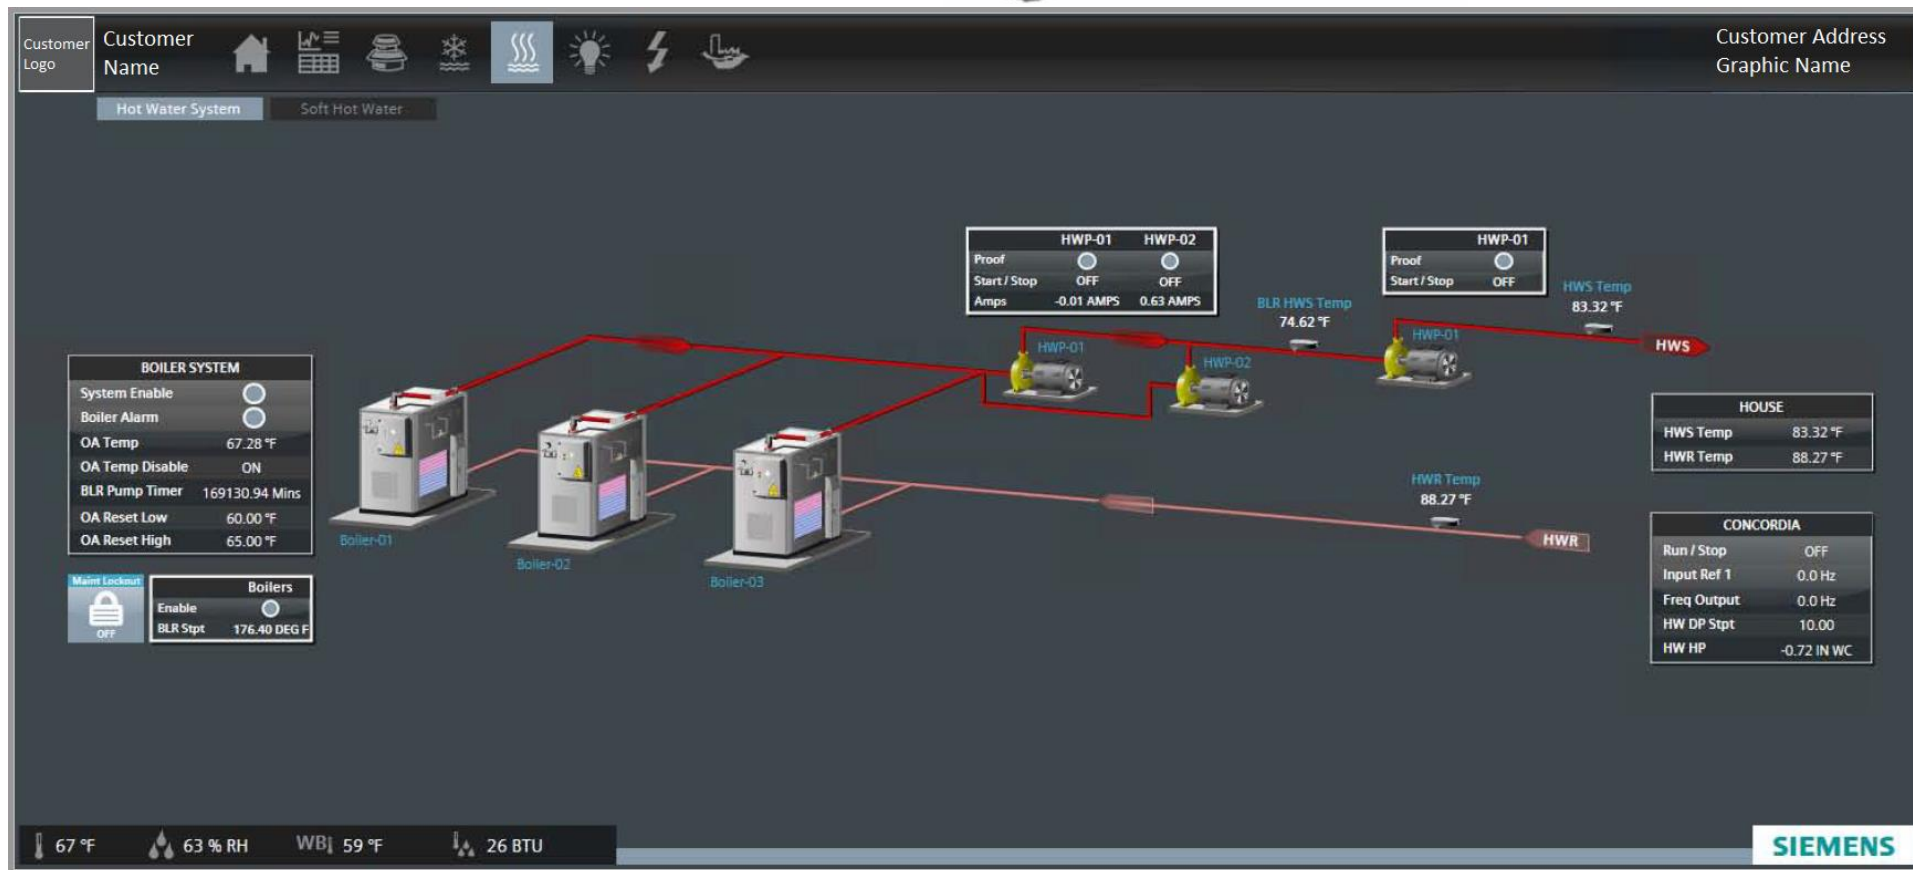 Customer Logo
Customer Name
Customer Address
Graphic Name
Hot Water System
Soft Hot Water
HWP-01 HWP-02
Proof
Start / Stop OFF OFF
Amps -0.01 AMPS 0.63 AMPS
HWP-01
Proof
Start / Stop OFF
HWS Temp
83.32 °F
BLR HWS Temp
74.62 °F
HWP-01
HWP-02
HWP-01
HWS
BOILER SYSTEM
System Enable
Boiler Alarm
OA Temp 67.28 °F
OA Temp Disable ON
BLR Pump Timer 169130.94 Mins
OA Reset Low 60.00 °F
OA Reset High 65.00 °F
HOUSE
HWS Temp 83.32 °F
HWR Temp 88.27 °F
HWR Temp
88.27 °F
HWR
Boiler-01
Boiler-02
Boiler-03
CONCORDIA
Run / Stop OFF
Input Ref 1 0.0 Hz
Freq Output 0.0 Hz
HW DP Stpt 10.00
HW HP -0.72 IN WC
Maint Lockout
OFF
Boilers
Enable
BLR Stpt 176.40 DEG F
67 °F 63 % RH WB 59 °F 26 BTU
SIEMENS